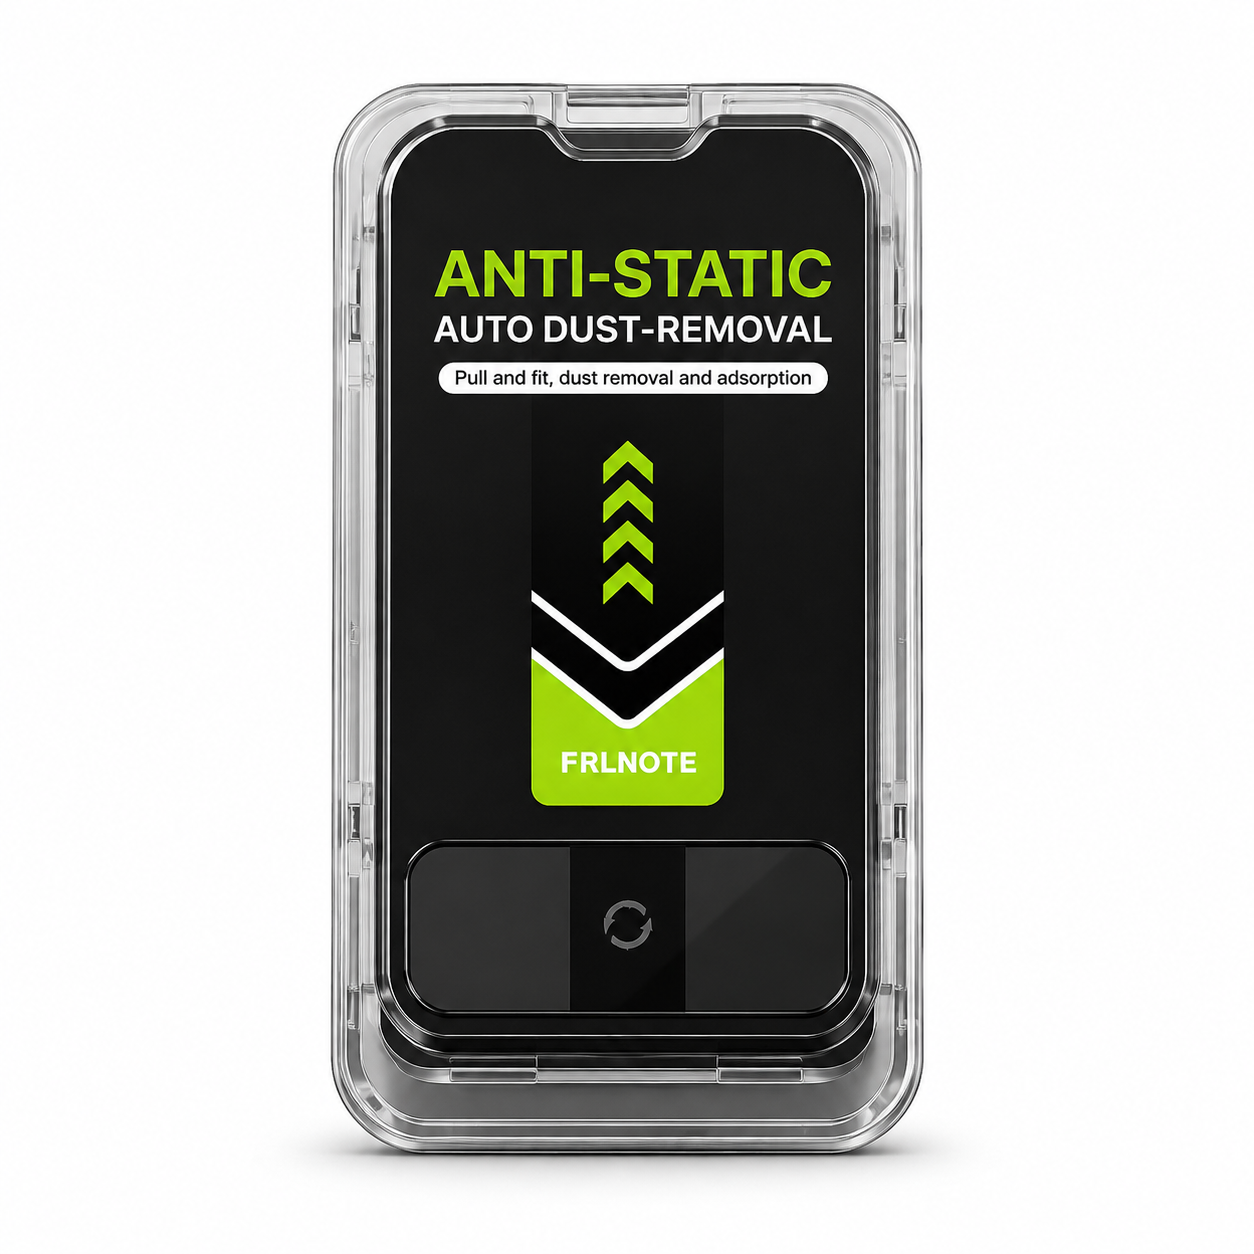 ANTI-STATIC
AUTO DUST-REMOVAL
Pull and fit, dust removal and adsorption
FRLNOTE